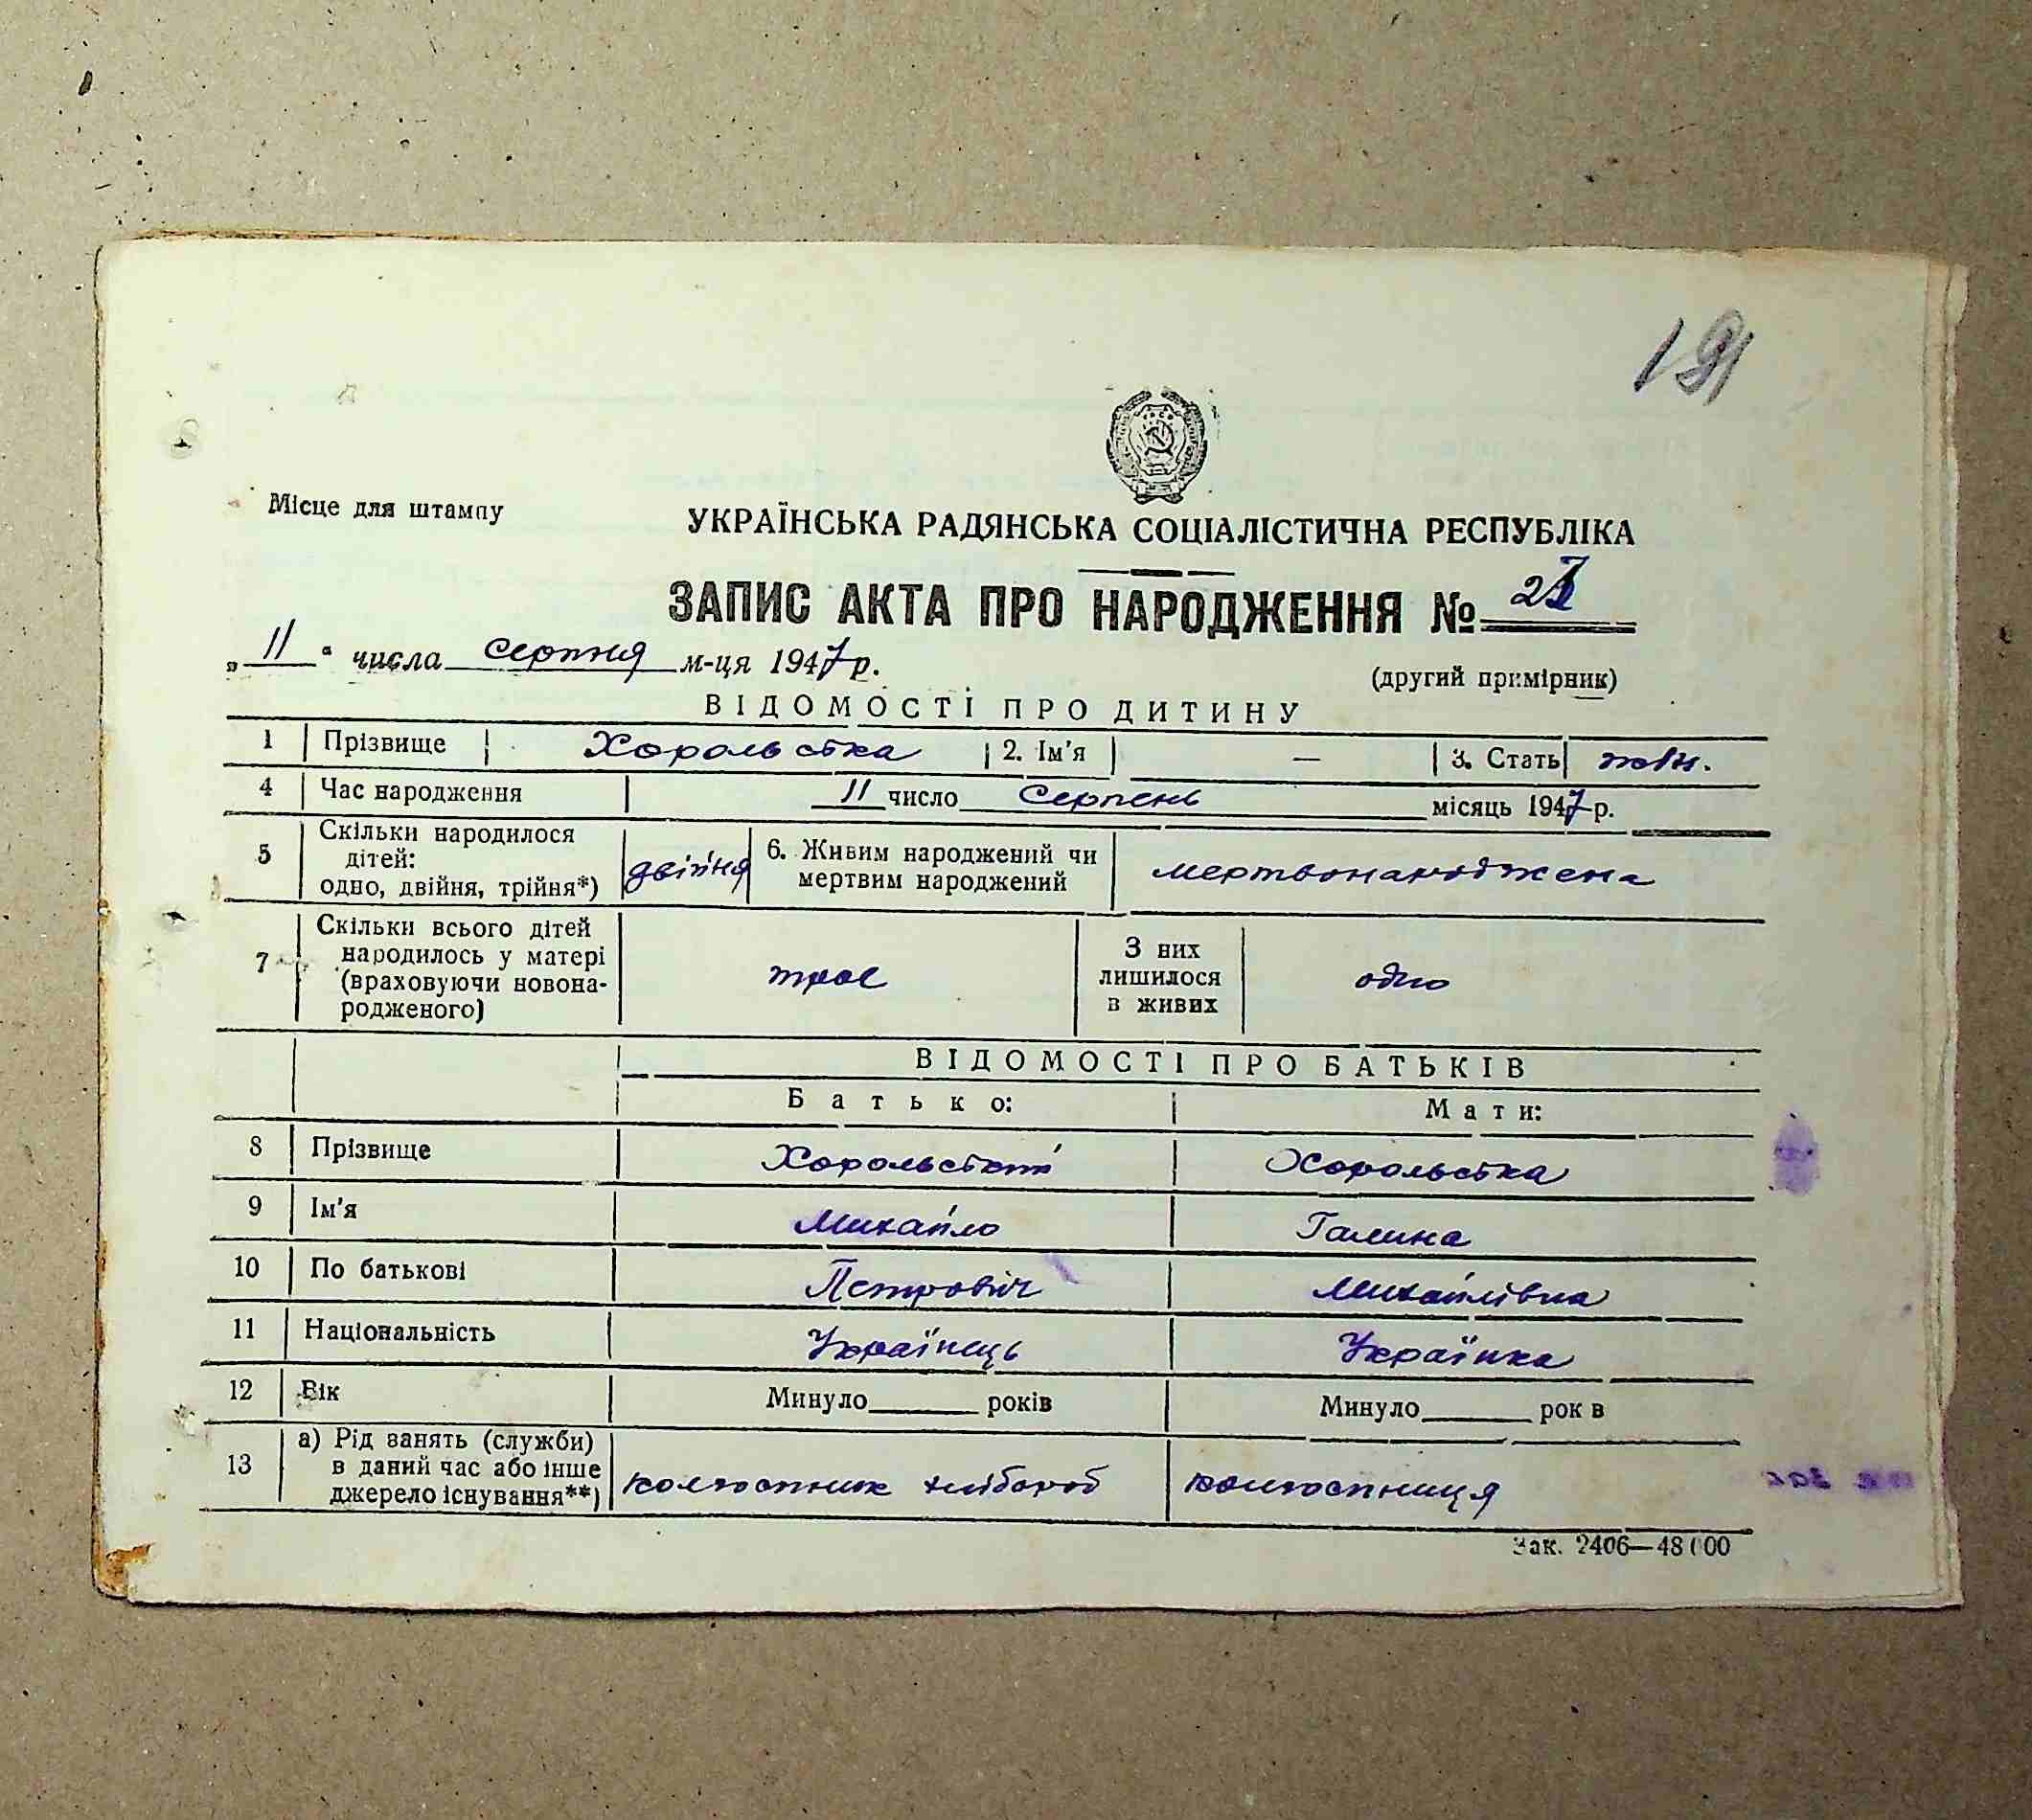 191
Місце для штампу
УКРАЇНСЬКА РАДЯНСЬКА СОЦІАЛІСТИЧНА РЕСПУБЛІКА
ЗАПИС АКТА ПРО НАРОДЖЕННЯ №
„ 11 “ числа серпня м-ця 1947 р.
(другий примірник)
ВІДОМОСТІ ПРО ДИТИНУ
1 Прізвище Хорольська 2. Ім'я — 3. Стать жін.
4 Час народження 11 число Серпень місяць 1947 р.
5 Скільки народилося дітей: одно, двійня, трійня*) двійня 6. Живим народжений чи мертвим народжений мертвонароджена
7 Скільки всього дітей народилось у матері (враховуючи новонародженого) троє З них лишилося в живих одно
ВІДОМОСТІ ПРО БАТЬКІВ
Батько: Мати:
8 Прізвище Хорольський Хорольська
9 Ім'я Михайло Галина
10 По батькові Петрович Михайлівна
11 Національність Українець Українка
12 Вік Минуло ____ років Минуло ____ рок в
13 а) Рід занять (служби) в даний час або інше джерело існування**) колгоспник хлібороб колгоспниця
Зак. 2406—48000